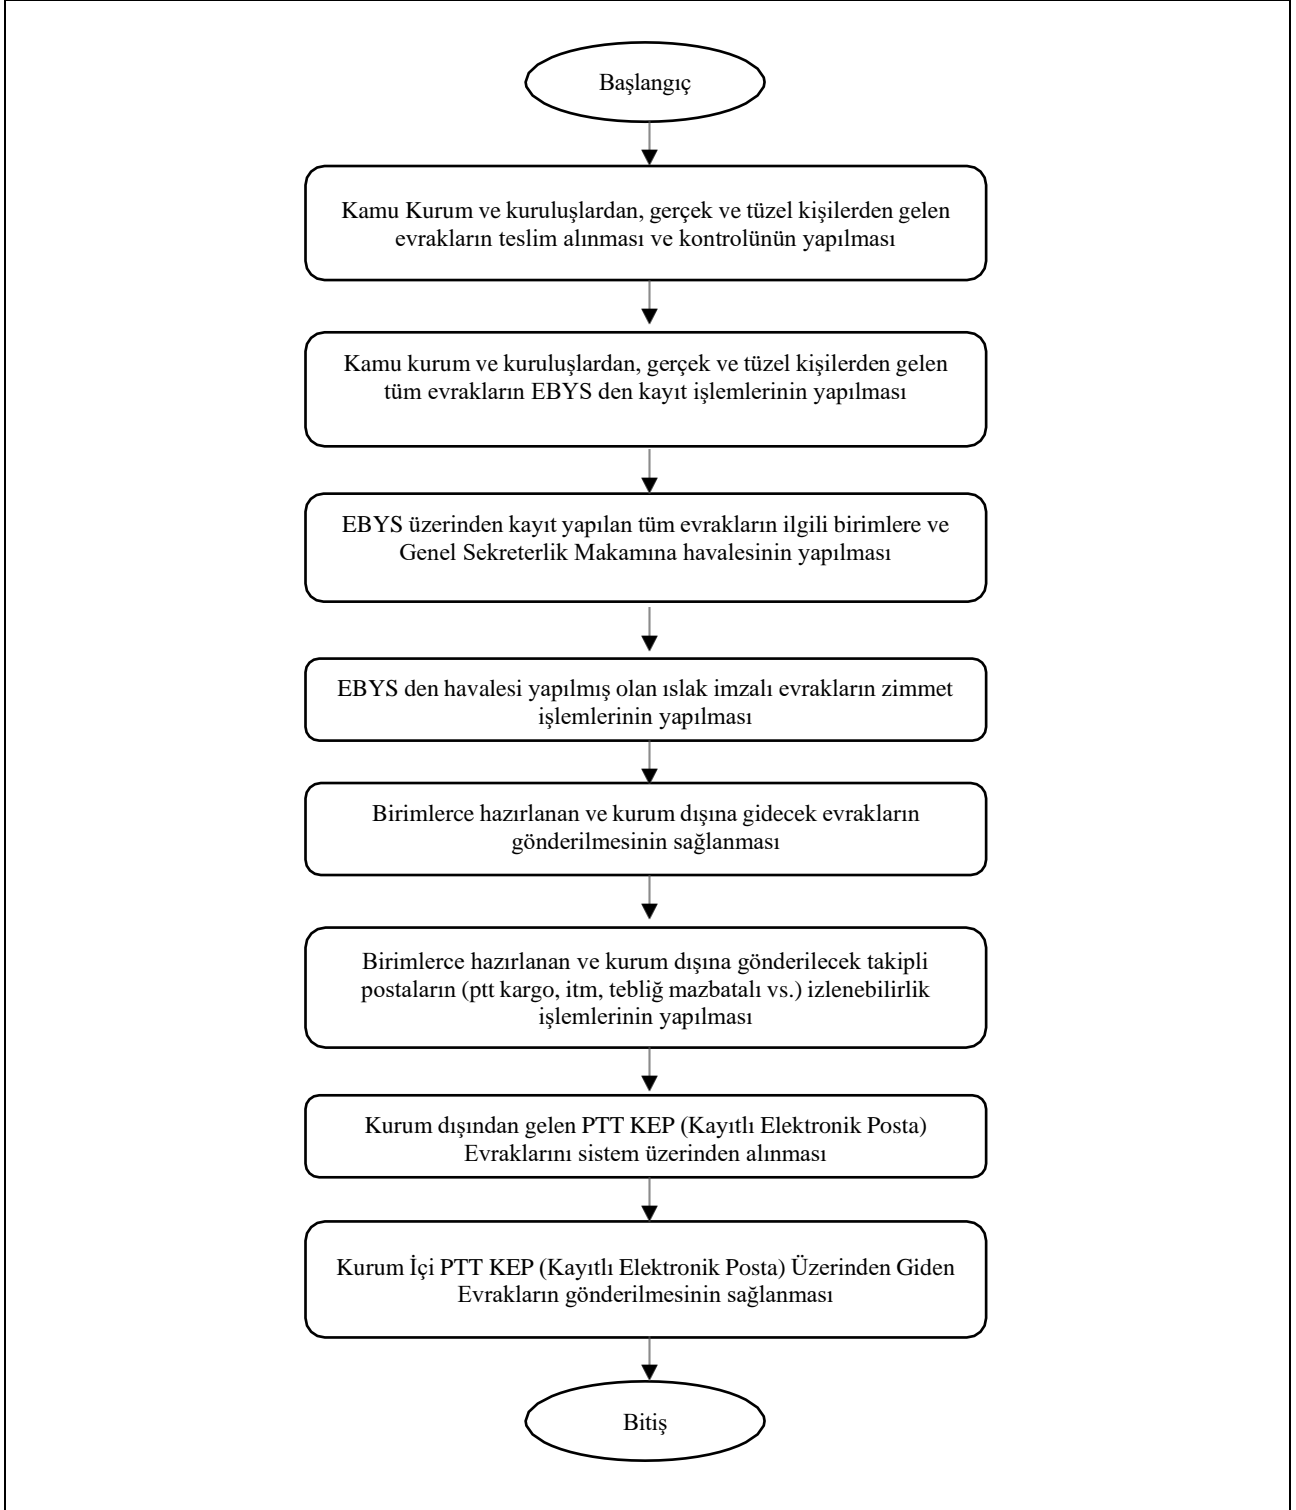 Başlangıç
Kamu Kurum ve kuruluşlardan, gerçek ve tüzel kişilerden gelen
evrakların teslim alınması ve kontrolünün yapılması
Kamu kurum ve kuruluşlardan, gerçek ve tüzel kişilerden gelen
tüm evrakların EBYS den kayıt işlemlerinin yapılması
EBYS üzerinden kayıt yapılan tüm evrakların ilgili birimlere ve
Genel Sekreterlik Makamına havalesinin yapılması
EBYS den havalesi yapılmış olan ıslak imzalı evrakların zimmet
işlemlerinin yapılması
Birimlerce hazırlanan ve kurum dışına gidecek evrakların
gönderilmesinin sağlanması
Birimlerce hazırlanan ve kurum dışına gönderilecek takipli
postaların (ptt kargo, itm, tebliğ mazbatalı vs.) izlenebilirlik
işlemlerinin yapılması
Kurum dışından gelen PTT KEP (Kayıtlı Elektronik Posta)
Evraklarını sistem üzerinden alınması
Kurum İçi PTT KEP (Kayıtlı Elektronik Posta) Üzerinden Giden
Evrakların gönderilmesinin sağlanması
Bitiş